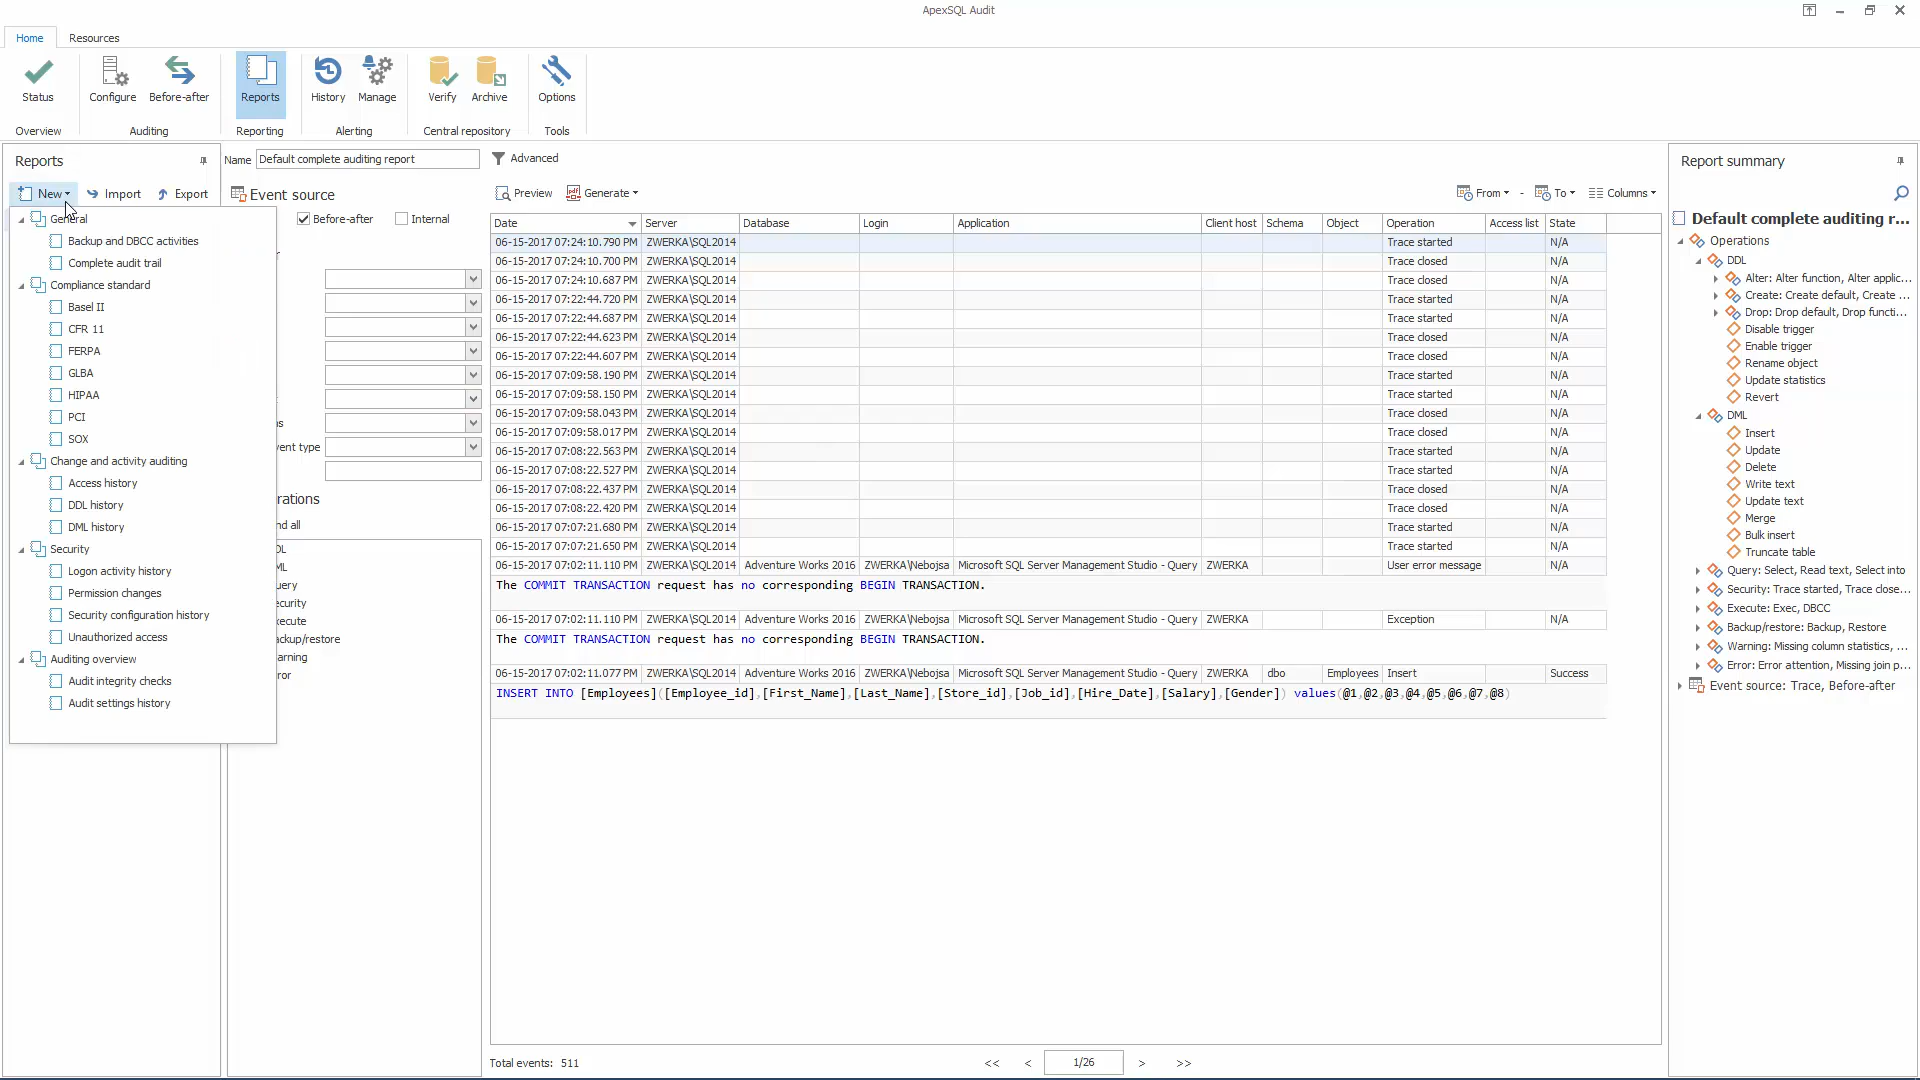 ApexSQL Audit
Home Resources
Status Configure Before-after Reports History Manage Verify Archive Options
Overview Auditing Reporting Alerting Central repository Tools
Reports
New Import Export
General
Backup and DBCC activities
Complete audit trail
Compliance standard
Basel II
CFR 11
FERPA
GLBA
HIPAA
PCI
SOX
Change and activity auditing
Access history
DDL history
DML history
Security
Logon activity history
Permission changes
Security configuration history
Unauthorized access
Auditing overview
Audit integrity checks
Audit settings history
Name Default complete auditing report
Event source
Before-after Internal
Advanced
Preview Generate From - To Columns
Date Server Database Login Application Client host Schema Object Operation Access list State
06-15-2017 07:24:10.790 PM ZWERKA\SQL2014 Trace started N/A
06-15-2017 07:24:10.700 PM ZWERKA\SQL2014 Trace closed N/A
06-15-2017 07:24:10.687 PM ZWERKA\SQL2014 Trace closed N/A
06-15-2017 07:22:44.720 PM ZWERKA\SQL2014 Trace started N/A
06-15-2017 07:22:44.687 PM ZWERKA\SQL2014 Trace started N/A
06-15-2017 07:22:44.623 PM ZWERKA\SQL2014 Trace closed N/A
06-15-2017 07:22:44.607 PM ZWERKA\SQL2014 Trace closed N/A
06-15-2017 07:09:58.190 PM ZWERKA\SQL2014 Trace started N/A
06-15-2017 07:09:58.150 PM ZWERKA\SQL2014 Trace started N/A
06-15-2017 07:09:58.043 PM ZWERKA\SQL2014 Trace closed N/A
06-15-2017 07:09:58.017 PM ZWERKA\SQL2014 Trace closed N/A
06-15-2017 07:08:22.563 PM ZWERKA\SQL2014 Trace started N/A
06-15-2017 07:08:22.527 PM ZWERKA\SQL2014 Trace started N/A
06-15-2017 07:08:22.437 PM ZWERKA\SQL2014 Trace closed N/A
06-15-2017 07:08:22.420 PM ZWERKA\SQL2014 Trace closed N/A
06-15-2017 07:07:21.680 PM ZWERKA\SQL2014 Trace started N/A
06-15-2017 07:07:21.650 PM ZWERKA\SQL2014 Trace started N/A
06-15-2017 07:02:11.110 PM ZWERKA\SQL2014 Adventure Works 2016 ZWERKA\Nebojsa Microsoft SQL Server Management Studio - Query ZWERKA User error message N/A
The COMMIT TRANSACTION request has no corresponding BEGIN TRANSACTION.
06-15-2017 07:02:11.110 PM ZWERKA\SQL2014 Adventure Works 2016 ZWERKA\Nebojsa Microsoft SQL Server Management Studio - Query ZWERKA Exception N/A
The COMMIT TRANSACTION request has no corresponding BEGIN TRANSACTION.
06-15-2017 07:02:11.077 PM ZWERKA\SQL2014 Adventure Works 2016 ZWERKA\Nebojsa Microsoft SQL Server Management Studio - Query ZWERKA dbo Employees Insert Success
INSERT INTO [Employees]([Employee_id],[First_Name],[Last_Name],[Store_id],[Job_id],[Hire_Date],[Salary],[Gender]) values(@1,@2,@3,@4,@5,@6,@7,@8)
Total events: 511
<< < 1/26 > >>
Report summary
Default complete auditing r...
Operations
DDL
Alter: Alter function, Alter applic...
Create: Create default, Create ...
Drop: Drop default, Drop functi...
Disable trigger
Enable trigger
Rename object
Update statistics
Revert
DML
Insert
Update
Delete
Write text
Update text
Merge
Bulk insert
Truncate table
Query: Select, Read text, Select into
Security: Trace started, Trace close...
Execute: Exec, DBCC
Backup/restore: Backup, Restore
Warning: Missing column statistics, ...
Error: Error attention, Missing join p...
Event source: Trace, Before-after